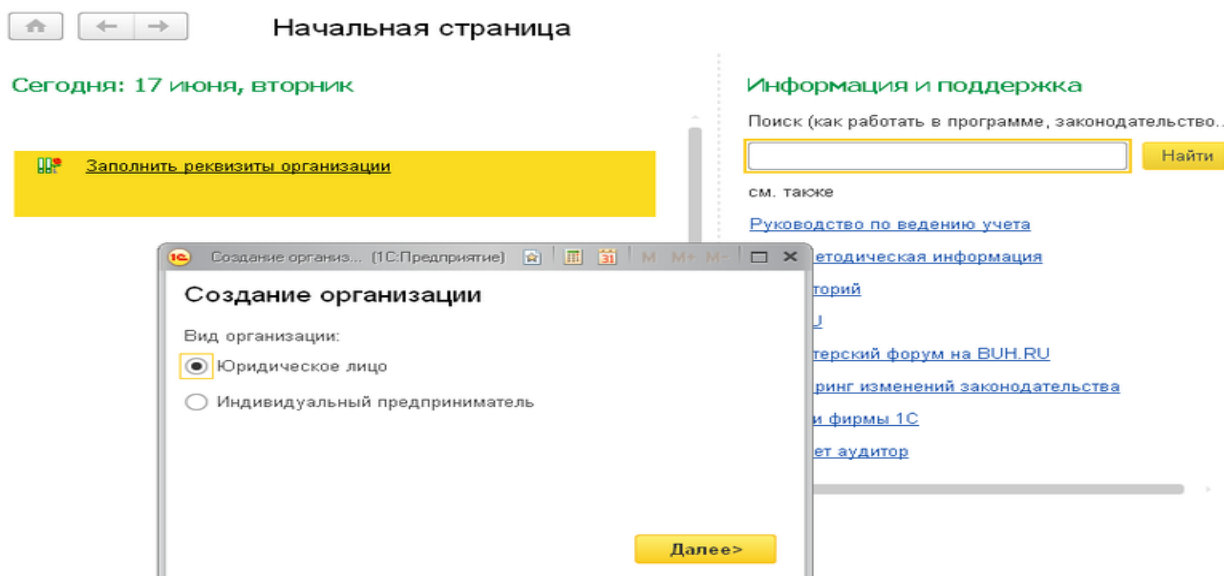 Начальная страница
Сегодня: 17 июня, вторник
Заполнить реквизиты организации
Информация и поддержка
Поиск (как работать в программе, законодательство..
Найти
см. также
Руководство по ведению учета
етодическая информация
торий
U
терский форум на BUH.RU
ринг изменений законодательства
и фирмы 1С
ет аудитор
1С Создание организ... (1С:Предприятие) 31 M M+ M-
Создание организации
Вид организации:
Юридическое лицо
Индивидуальный предприниматель
Далее>